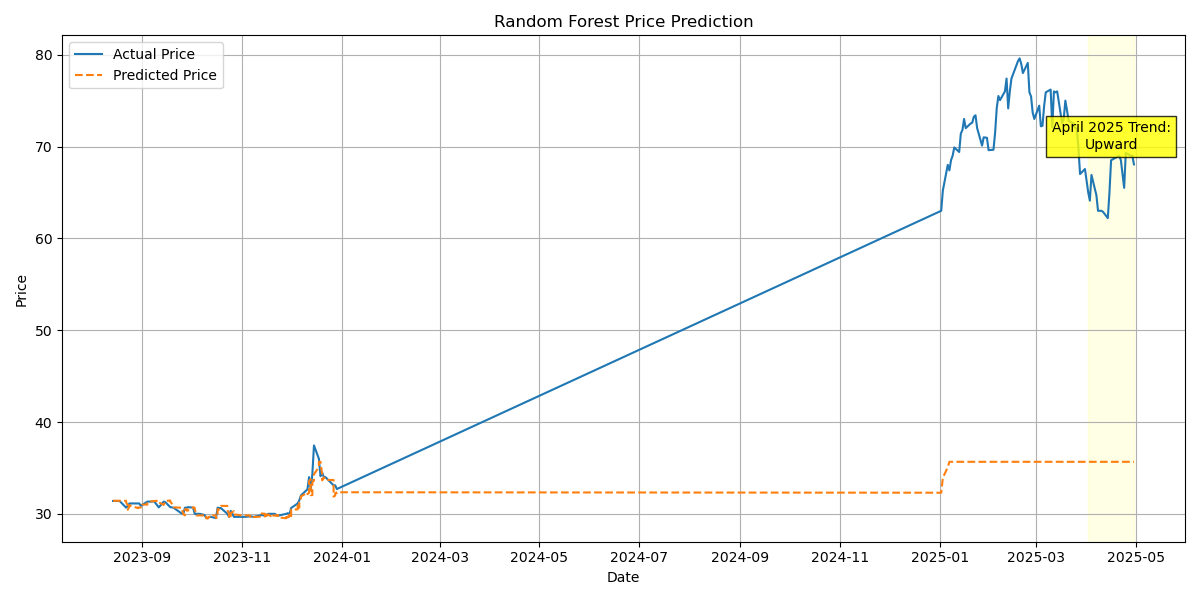 Random Forest Price Prediction
Actual Price
Predicted Price
April 2025 Trend:
Upward
Price
80
70
60
50
40
30
2023-09
2023-11
2024-01
2024-03
2024-05
2024-07
2024-09
2024-11
2025-01
2025-03
2025-05
Date